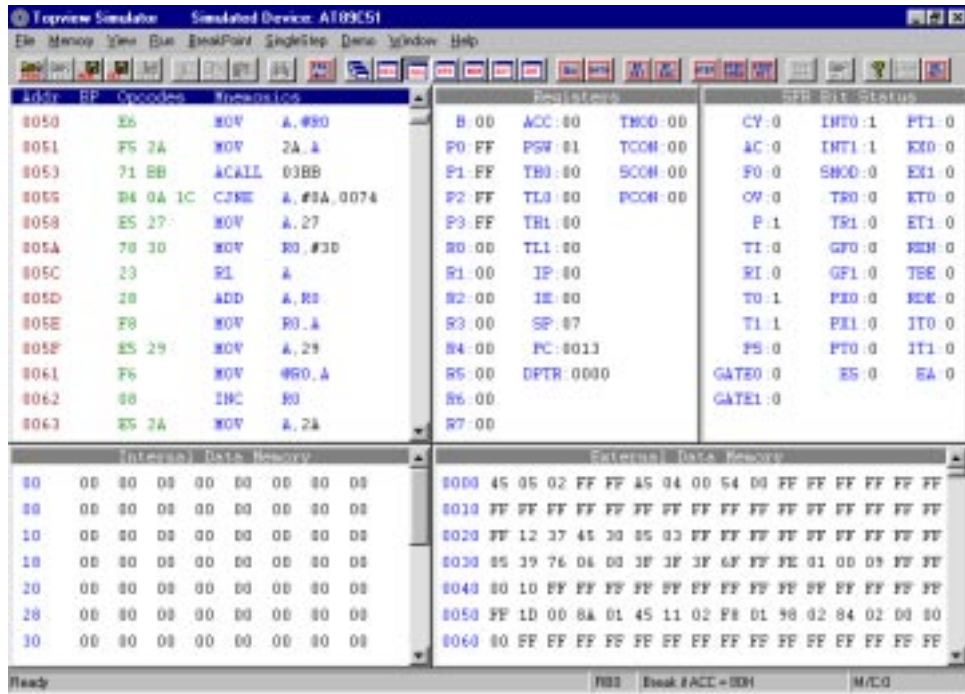 Topview Simulator Simulated Device: AT89C51
File Memory View Run BreakPoint SingleStep Demo Window Help
Addr BP Opcodes Mnemonics
0050 E6 MOV A,@R0
0051 F5 2A MOV 2A,A
0053 71 BB ACALL 03BB
0055 B4 0A 1C CJNE A,#0A,0074
0058 E5 27 MOV A,27
005A 78 30 MOV R0,#30
005C 23 RL A
005D 28 ADD A,R0
005E F8 MOV R0,A
005F E5 29 MOV A,29
0061 F6 MOV @R0,A
0062 08 INC R0
0063 E5 2A MOV A,2A
Registers
B:00 ACC:00 TMOD:00
P0:FF PSW:01 TCON:00
P1:FF TH0:00 SCON:00
P2:FF TL0:00 PCON:00
P3:FF TH1:00
R0:00 TL1:00
R1:00 IP:00
R2:00 IE:00
R3:00 SP:07
R4:00 PC:0013
R5:00 DPTR:0000
R6:00
R7:00
SFR Bit Status
CY:0 INT0:1 PT1:0
AC:0 INT1:1 EX0:0
F0:0 SMOD:0 EX1:0
OV:0 TR0:0 ET0:0
P:1 TR1:0 ET1:0
TI:0 GF0:0 REN:0
RI:0 GF1:0 TBE:0
T0:1 PX0:0 RDE:0
T1:1 PX1:0 IT0:0
PS:0 PT0:0 IT1:0
GATE0:0 ES:0 EA:0
GATE1:0
Internal Data Memory
00 00 00 00 00 00 00 00 00
08 00 00 00 00 00 00 00 00
10 00 00 00 00 00 00 00 00
18 00 00 00 00 00 00 00 00
20 00 00 00 00 00 00 00 00
28 00 00 00 00 00 00 00 00
30 00 00 00 00 00 00 00 00
External Data Memory
0000 45 05 02 FF FF A5 04 00 54 D0 FF FF FF FF FF FF
0010 FF FF FF FF FF FF FF FF FF FF FF FF FF FF FF FF
0020 FF 12 37 45 30 05 03 FF FF FF FF FF FF FF FF FF
0030 05 39 76 06 00 3F 3F 3F 6F FF FE 01 00 09 FF FF
0040 00 10 FF FF FF FF FF FF FF FF FF FF FF FF FF FF
0050 FF 1D 00 8A 01 45 11 02 F8 01 98 02 84 02 D0 00
0060 00 FF FF FF FF FF FF FF FF FF FF FF FF FF FF FF
Ready RB0 Break if ACC = 00H M/C:0